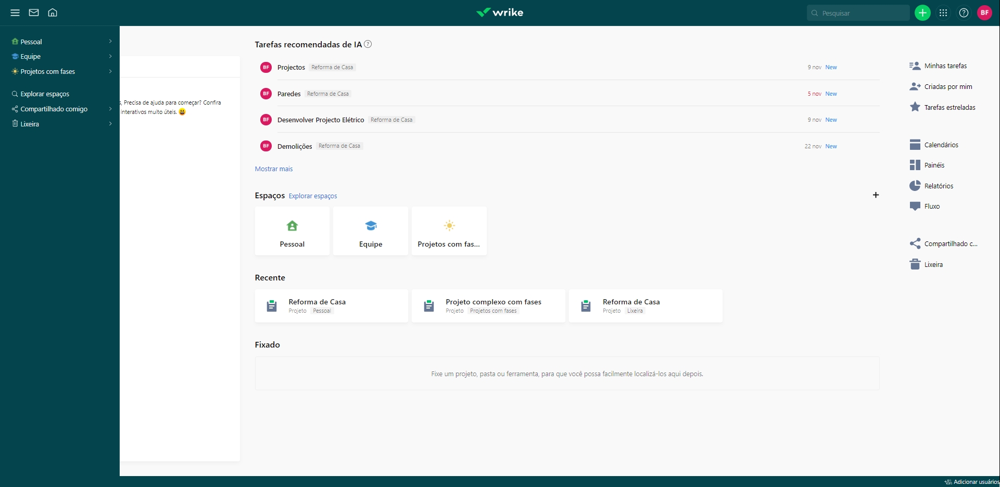 wrike
Pesquisar
BF
Pessoal
Equipe
Projetos com fases
Explorar espaços
Compartilhado comigo
Lixeira
s, Precisa de ajuda para começar? Confira
interativos muito úteis.
Tarefas recomendadas de IA ?
BF Projectos Reforma de Casa 9 nov New
BF Paredes Reforma de Casa 5 nov New
BF Desenvolver Projecto Elétrico Reforma de Casa 9 nov New
BF Demolições Reforma de Casa 22 nov New
Mostrar mais
Espaços Explorar espaços
Pessoal
Equipe
Projetos com fas...
Recente
Reforma de Casa
Projeto Pessoal
Projeto complexo com fases
Projeto Projetos com fases
Reforma de Casa
Projeto Lixeira
Fixado
Fixe um projeto, pasta ou ferramenta, para que você possa facilmente localizá-los aqui depois.
Minhas tarefas
Criadas por mim
Tarefas estreladas
Calendários
Painéis
Relatórios
Fluxo
Compartilhado c...
Lixeira
Adicionar usuários